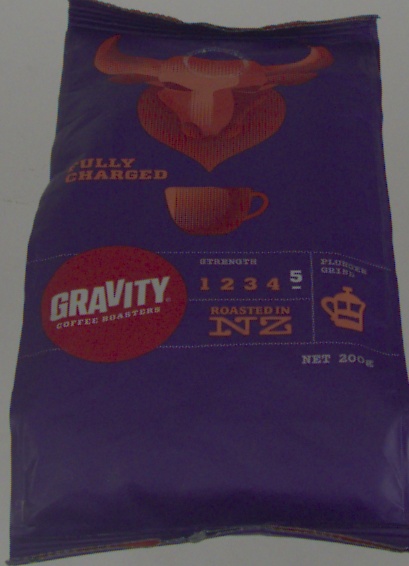 FULLY
CHARGED
STRENGTH
1 2 3 4 5
PLUNGER
GRIND
GRAVITY
COFFEE ROASTERS
ROASTED IN
NZ
NET 200g